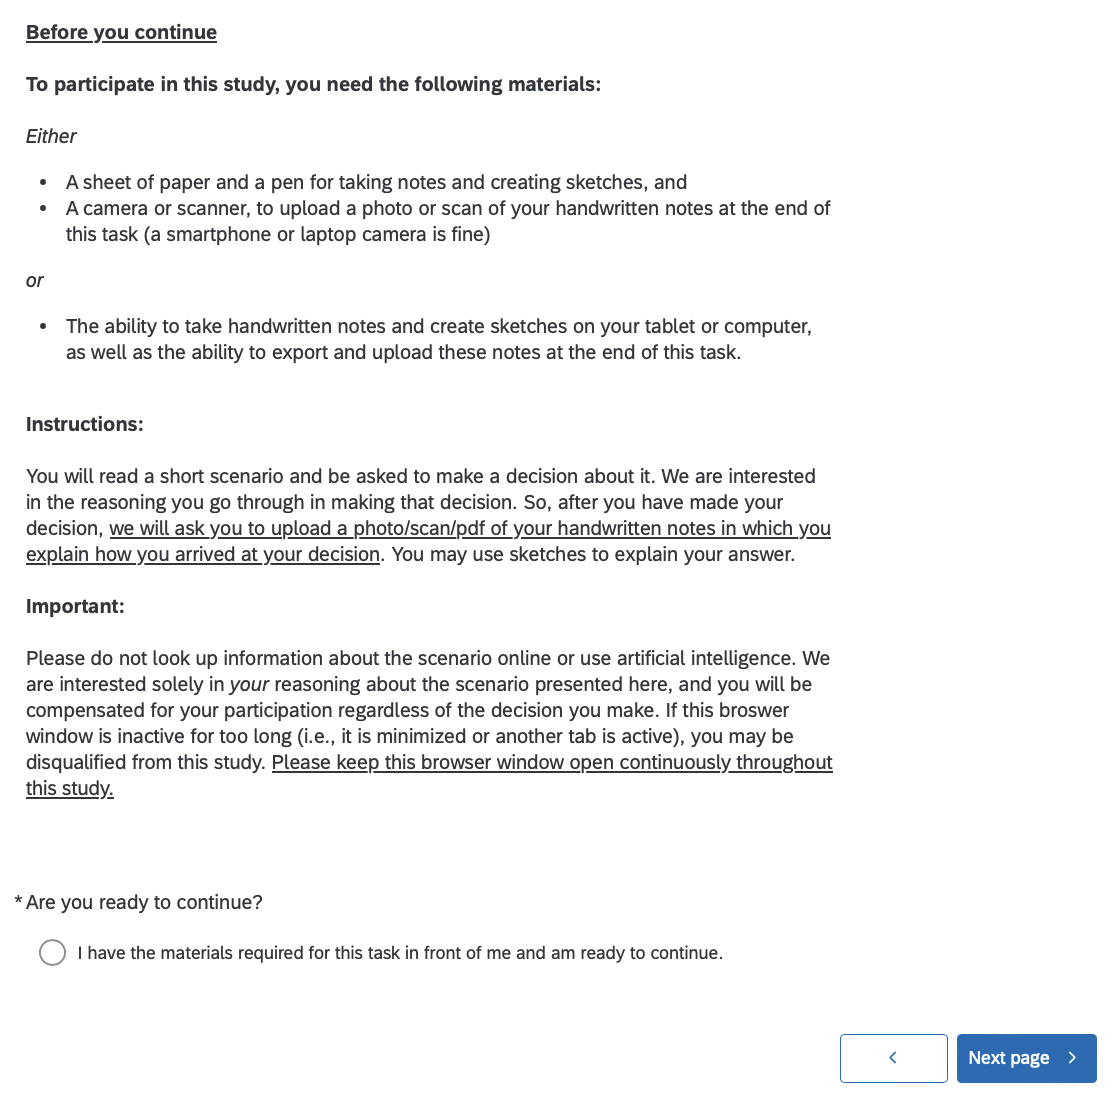 Before you continue
To participate in this study, you need the following materials:
Either
• A sheet of paper and a pen for taking notes and creating sketches, and
• A camera or scanner, to upload a photo or scan of your handwritten notes at the end of
this task (a smartphone or laptop camera is fine)
or
• The ability to take handwritten notes and create sketches on your tablet or computer,
as well as the ability to export and upload these notes at the end of this task.
Instructions:
You will read a short scenario and be asked to make a decision about it. We are interested
in the reasoning you go through in making that decision. So, after you have made your
decision, we will ask you to upload a photo/scan/pdf of your handwritten notes in which you
explain how you arrived at your decision. You may use sketches to explain your answer.
Important:
Please do not look up information about the scenario online or use artificial intelligence. We
are interested solely in your reasoning about the scenario presented here, and you will be
compensated for your participation regardless of the decision you make. If this broswer
window is inactive for too long (i.e., it is minimized or another tab is active), you may be
disqualified from this study. Please keep this browser window open continuously throughout
this study.
* Are you ready to continue?
I have the materials required for this task in front of me and am ready to continue.
Next page